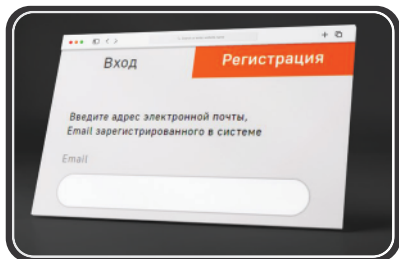 Вход
Регистрация
Введите адрес электронной почты,
Email зарегистрированного в системе
Email